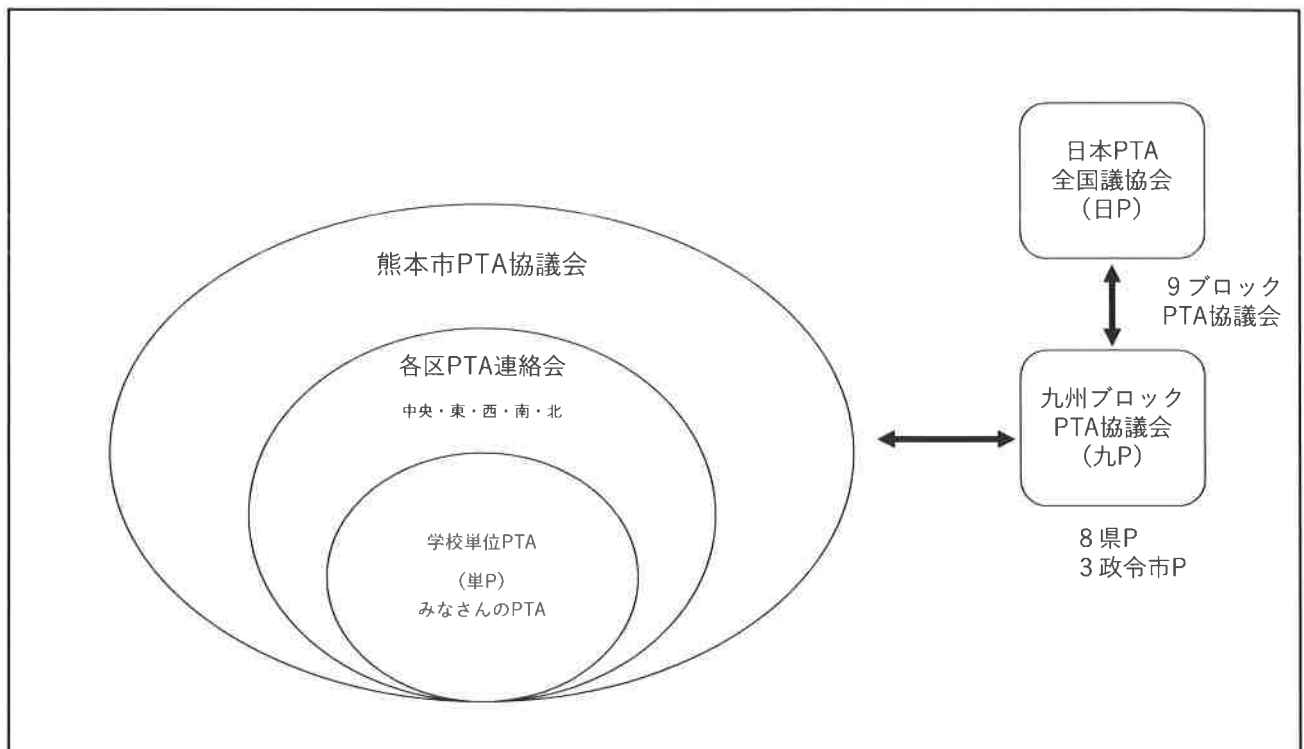 熊本市PTA協議会
各区PTA連絡会
中央・東・西・南・北
学校単位PTA
（単P）
みなさんのPTA
日本PTA
全国議協会
（日P）
9ブロック
PTA協議会
九州ブロック
PTA協議会
（九P）
8県P
3政令市P